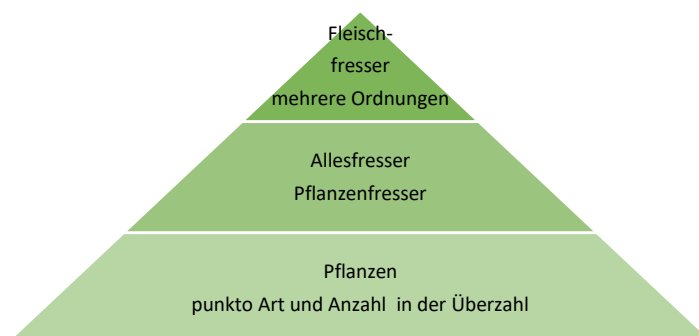 Fleisch-
fresser
mehrere Ordnungen
Allesfresser
Pflanzenfresser
Pflanzen
punkto Art und Anzahl  in der Überzahl